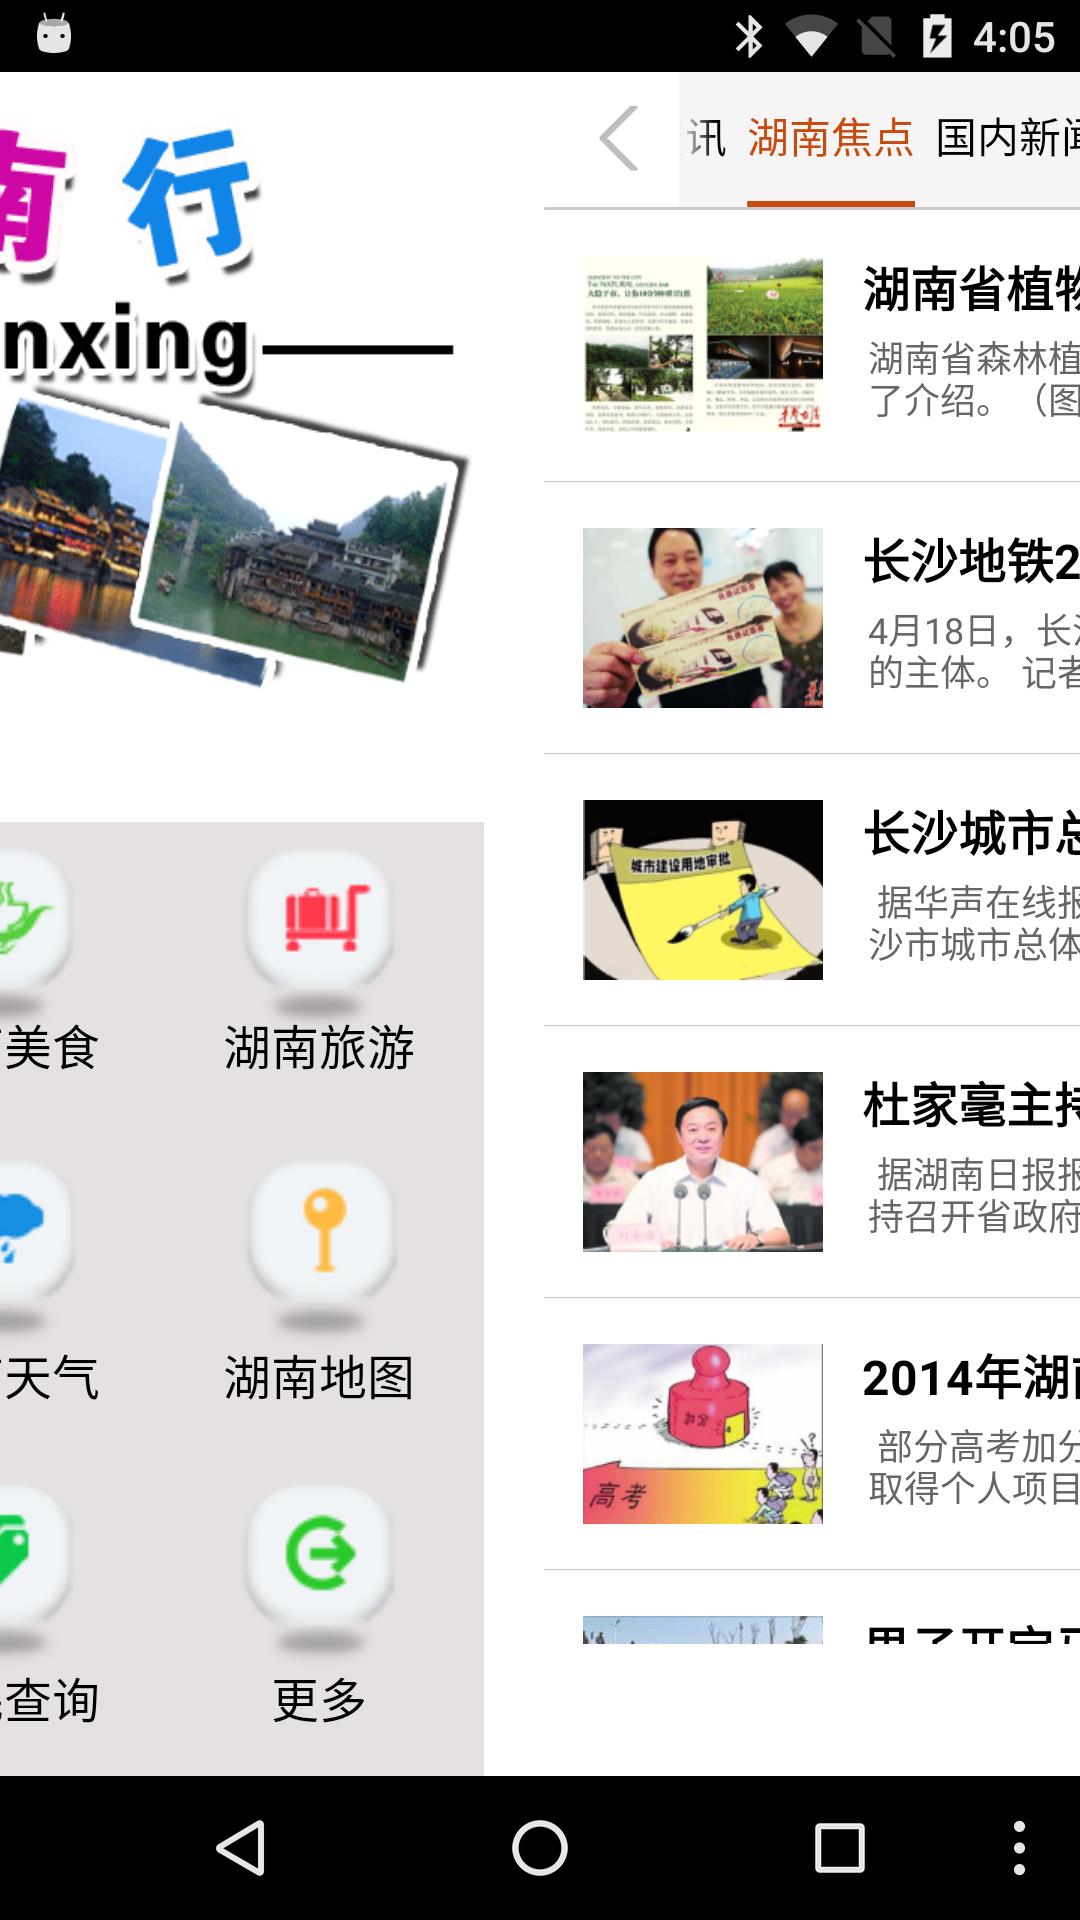 4:05
南 行
nxing
美食
湖南旅游
天气
湖南地图
查询
更多
讯 湖南焦点 国内新闻
湖南省植物
湖南省森林植
了介绍。（图
长沙地铁2
4月18日，长沙
的主体。 记者
长沙城市总
据华声在线报
沙市城市总体
城市建设用地审批
杜家毫主持
据湖南日报报
持召开省政府
2014年湖南
部分高考加分
取得个人项目
加分
高考